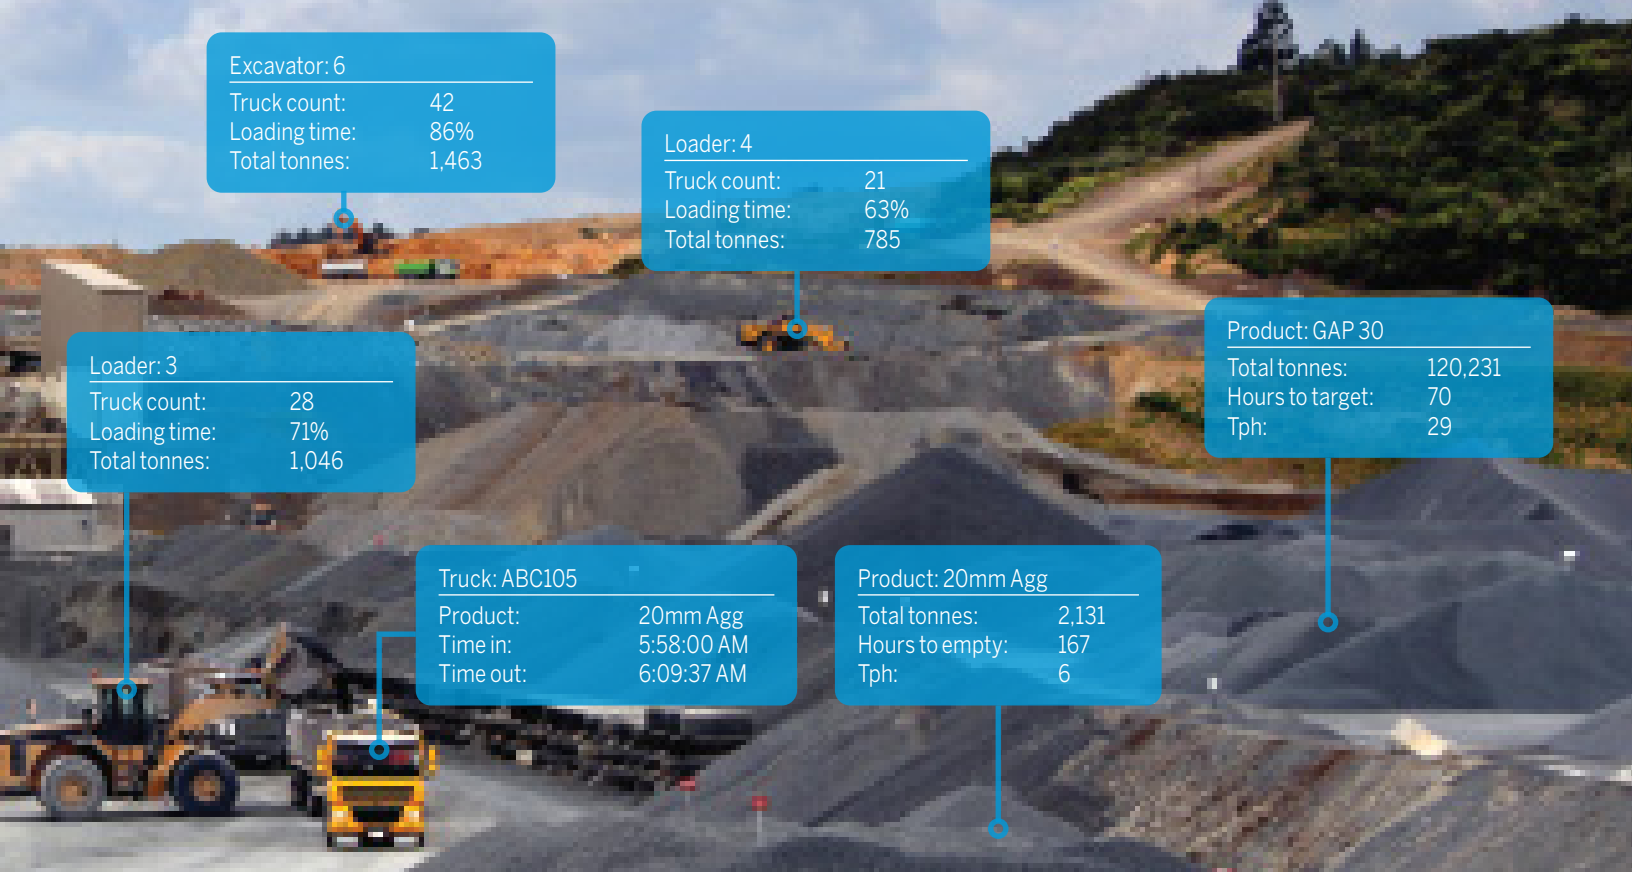 Excavator: 6
Truck count: 42
Loading time: 86%
Total tonnes: 1,463
Loader: 4
Truck count: 21
Loading time: 63%
Total tonnes: 785
Product: GAP 30
Total tonnes: 120,231
Hours to target: 70
Tph: 29
Loader: 3
Truck count: 28
Loading time: 71%
Total tonnes: 1,046
Truck: ABC105
Product: 20mm Agg
Time in: 5:58:00 AM
Time out: 6:09:37 AM
Product: 20mm Agg
Total tonnes: 2,131
Hours to empty: 167
Tph: 6